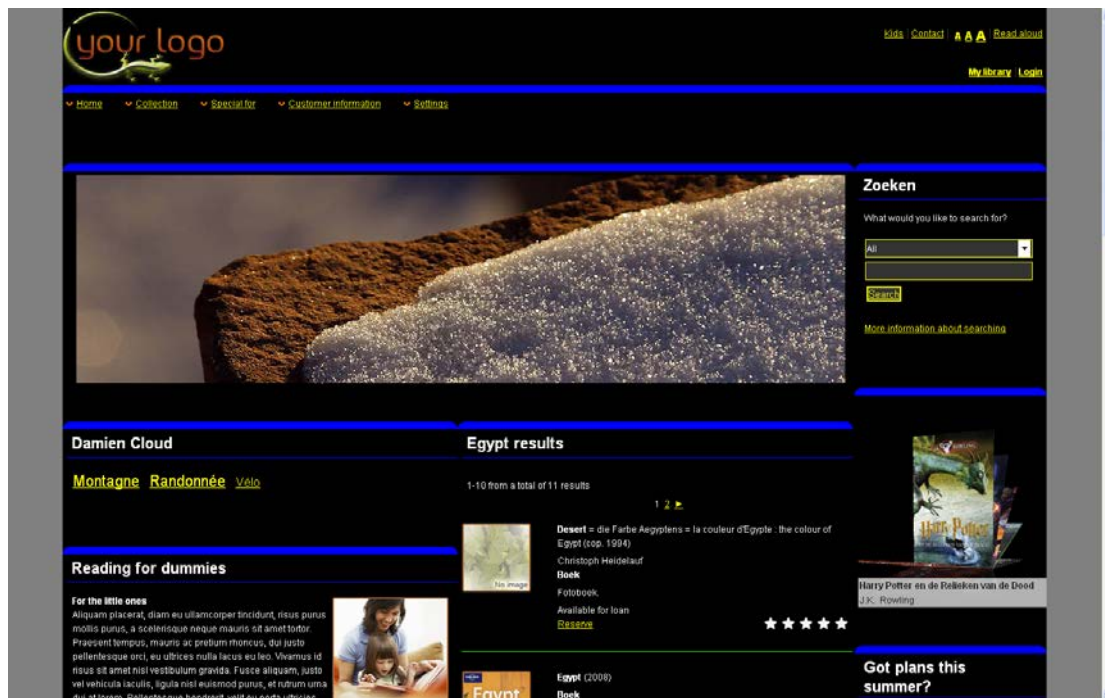 your logo
Kids | Contact | A A A | Read aloud
My library | Login
Home Collection Special for Customer information Settings
Zoeken
What would you like to search for?
All
Search
More information about searching
Damien Cloud
Montagne Randonnée Vélo
Egypt results
1-10 from a total of 11 results
1 2
Desert = die Farbe Aegyptens = la couleur d'Egypte : the colour of
Egypt (cop. 1994)
Christoph Heidelauf
Boek
Fotoboek,
Available for loan
Reserve
No image
Egypt (2008)
Boek
Egypt
Reading for dummies
For the little ones
Aliquam placerat, diam eu ullamcorper tincidunt, risus purus
mollis purus, a scelerisque neque mauris sit amet tortor.
Praesent tempus, mauris ac pretium rhoncus, dui justo
pellentesque orci, eu ultrices nulla lacus eu leo. Vivamus id
risus sit amet nisl vestibulum gravida. Fusce aliquam, justo
vel vehicula iaculis, ligula nisl euismod purus, et rutrum urna
Harry Potter
Harry Potter en de Relieken van de Dood
J.K. Rowling
Got plans this
summer?